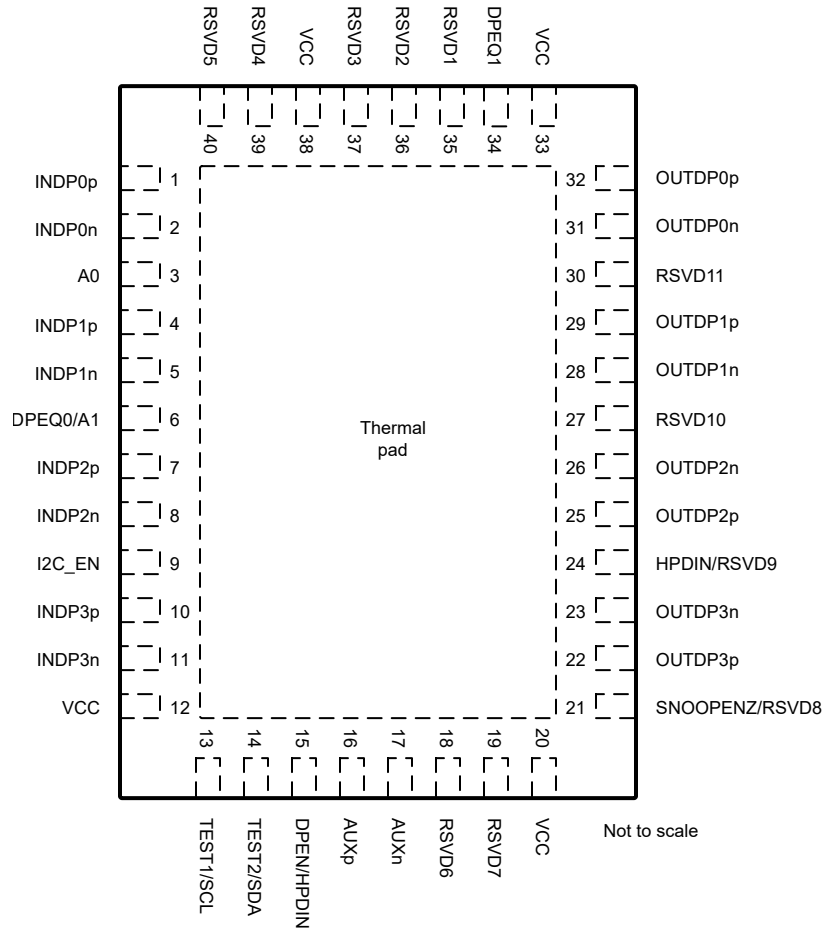 RSVD5
RSVD4
VCC
RSVD3
RSVD2
RSVD1
DPEQ1
VCC
40
39
38
37
36
35
34
33
INDP0p 1
INDP0n 2
A0 3
INDP1p 4
INDP1n 5
DPEQ0/A1 6
INDP2p 7
INDP2n 8
I2C_EN 9
INDP3p 10
INDP3n 11
VCC 12
Thermal
pad
32 OUTDP0p
31 OUTDP0n
30 RSVD11
29 OUTDP1p
28 OUTDP1n
27 RSVD10
26 OUTDP2n
25 OUTDP2p
24 HPDIN/RSVD9
23 OUTDP3n
22 OUTDP3p
21 SNOOPENZ/RSVD8
13
14
15
16
17
18
19
20
TEST1/SCL
TEST2/SDA
DPEN/HPDIN
AUXp
AUXn
RSVD6
RSVD7
VCC
Not to scale